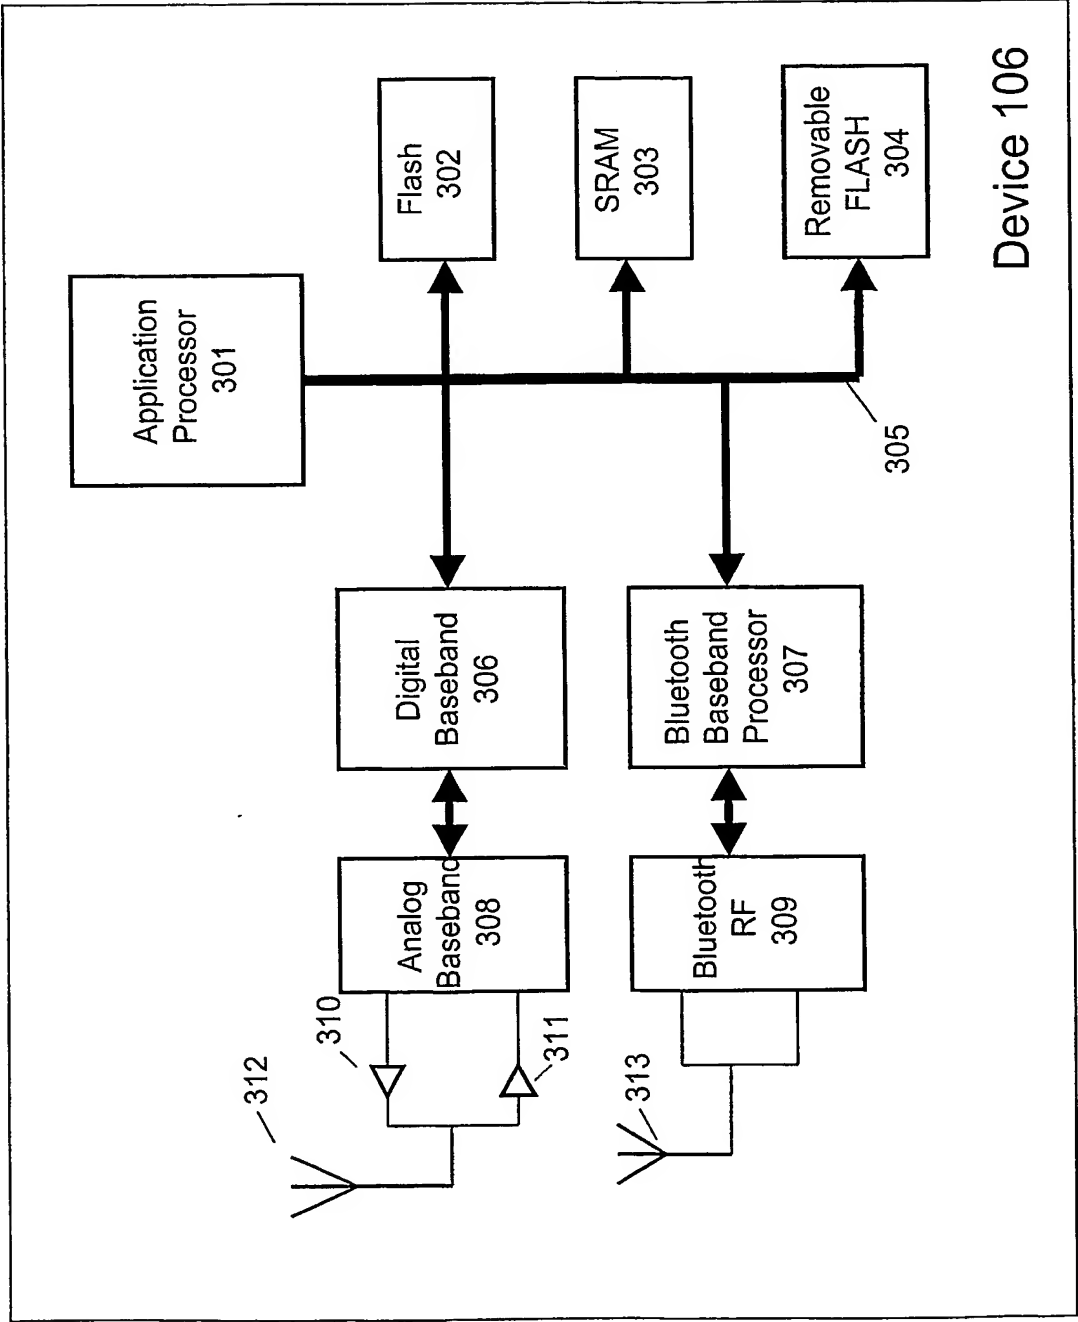 312
310
311
Analog
Baseband
308
Digital
Baseband
306
Application
Processor
301
Flash
302
SRAM
303
Removable
FLASH
304
313
Bluetooth
RF
309
Bluetooth
Baseband
Processor
307
305
Device 106